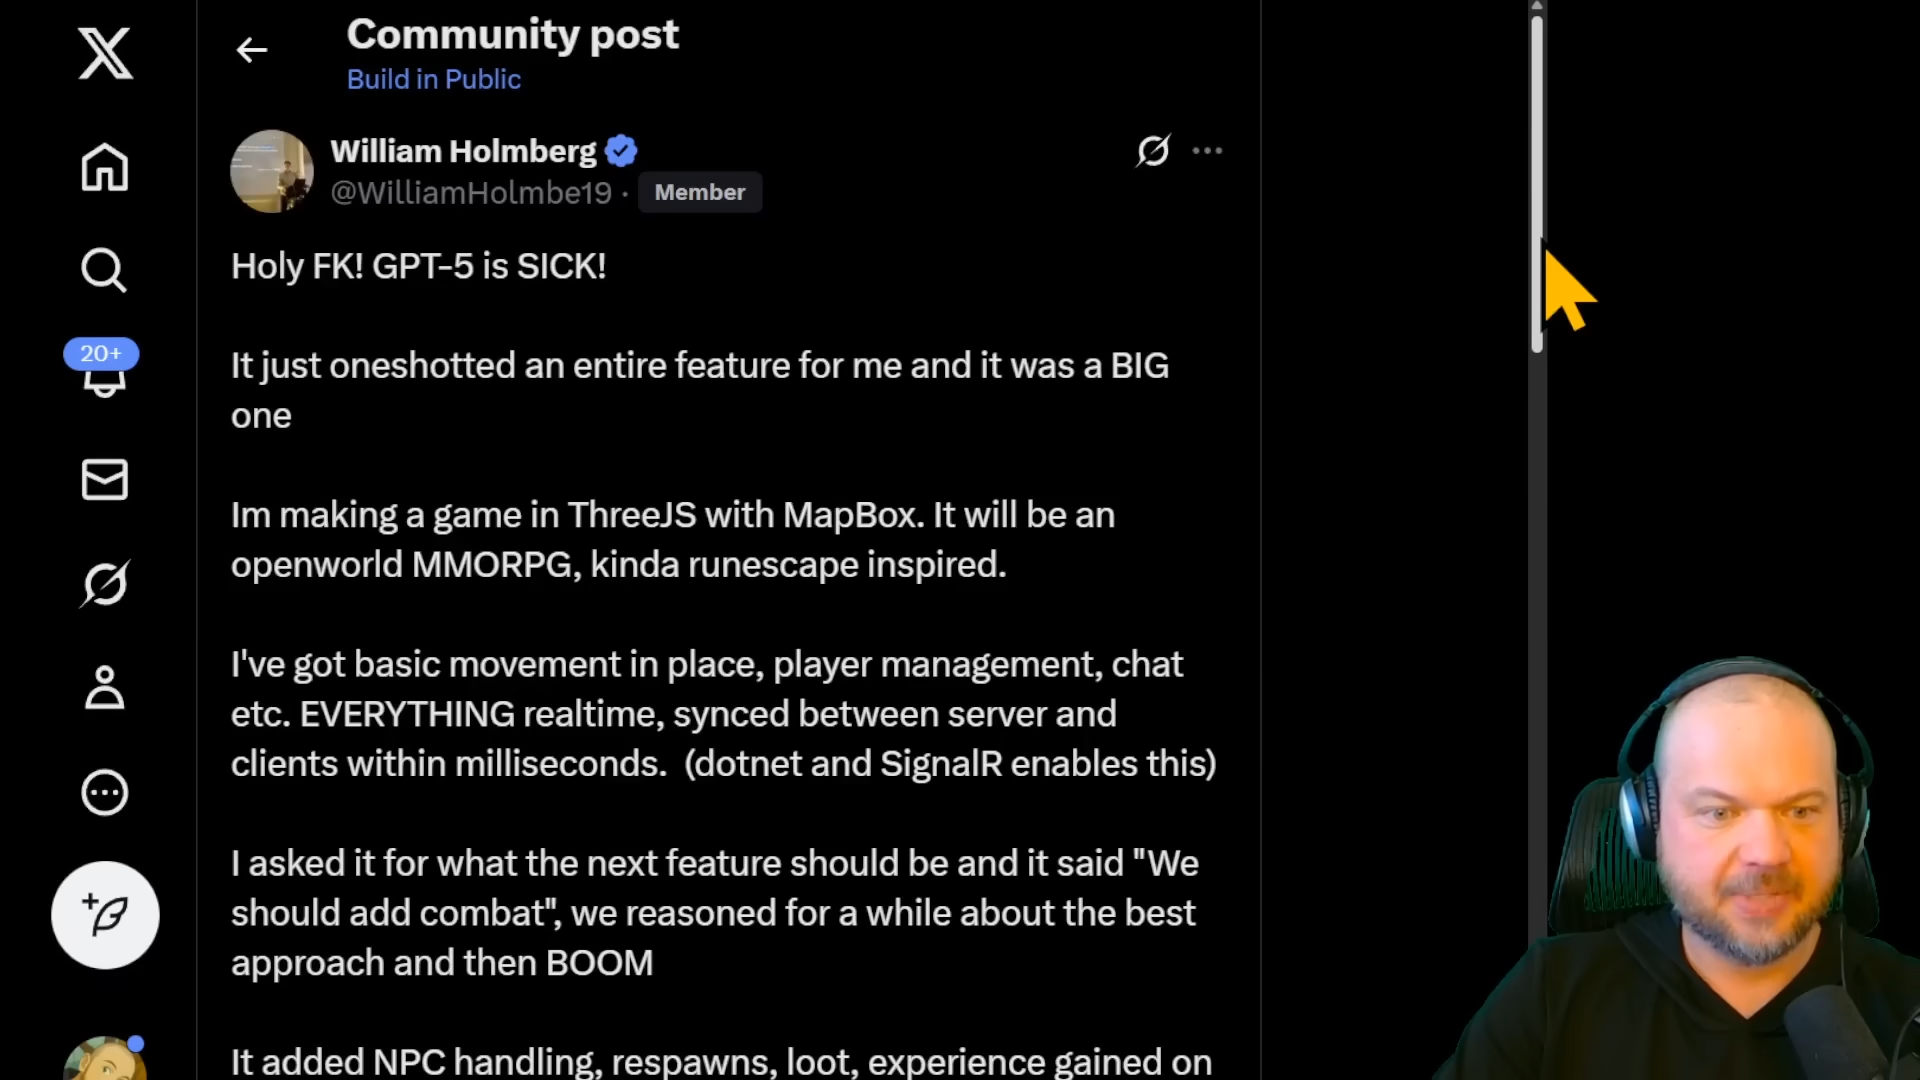 Community post
Build in Public
William Holmberg
@WilliamHolmbe19 · Member
Holy FK! GPT-5 is SICK!
It just oneshotted an entire feature for me and it was a BIG
one
Im making a game in ThreeJS with MapBox. It will be an
openworld MMORPG, kinda runescape inspired.
I've got basic movement in place, player management, chat
etc. EVERYTHING realtime, synced between server and
clients within milliseconds.  (dotnet and SignalR enables this)
I asked it for what the next feature should be and it said "We
should add combat", we reasoned for a while about the best
approach and then BOOM
It added NPC handling, respawns, loot, experience gained on
20+